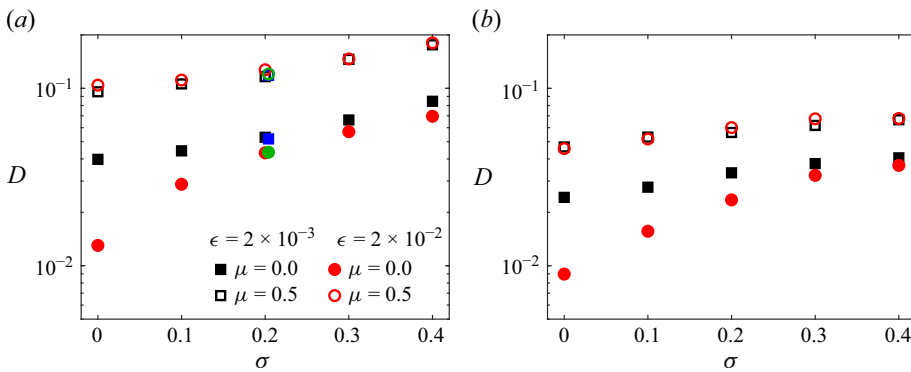 (a)
10⁻¹
D
10⁻²
ϵ = 2 × 10⁻³ ϵ = 2 × 10⁻²
μ = 0.0 μ = 0.0
μ = 0.5 μ = 0.5
0 0.1 0.2 0.3 0.4
σ
(b)
10⁻¹
D
10⁻²
0 0.1 0.2 0.3 0.4
σ